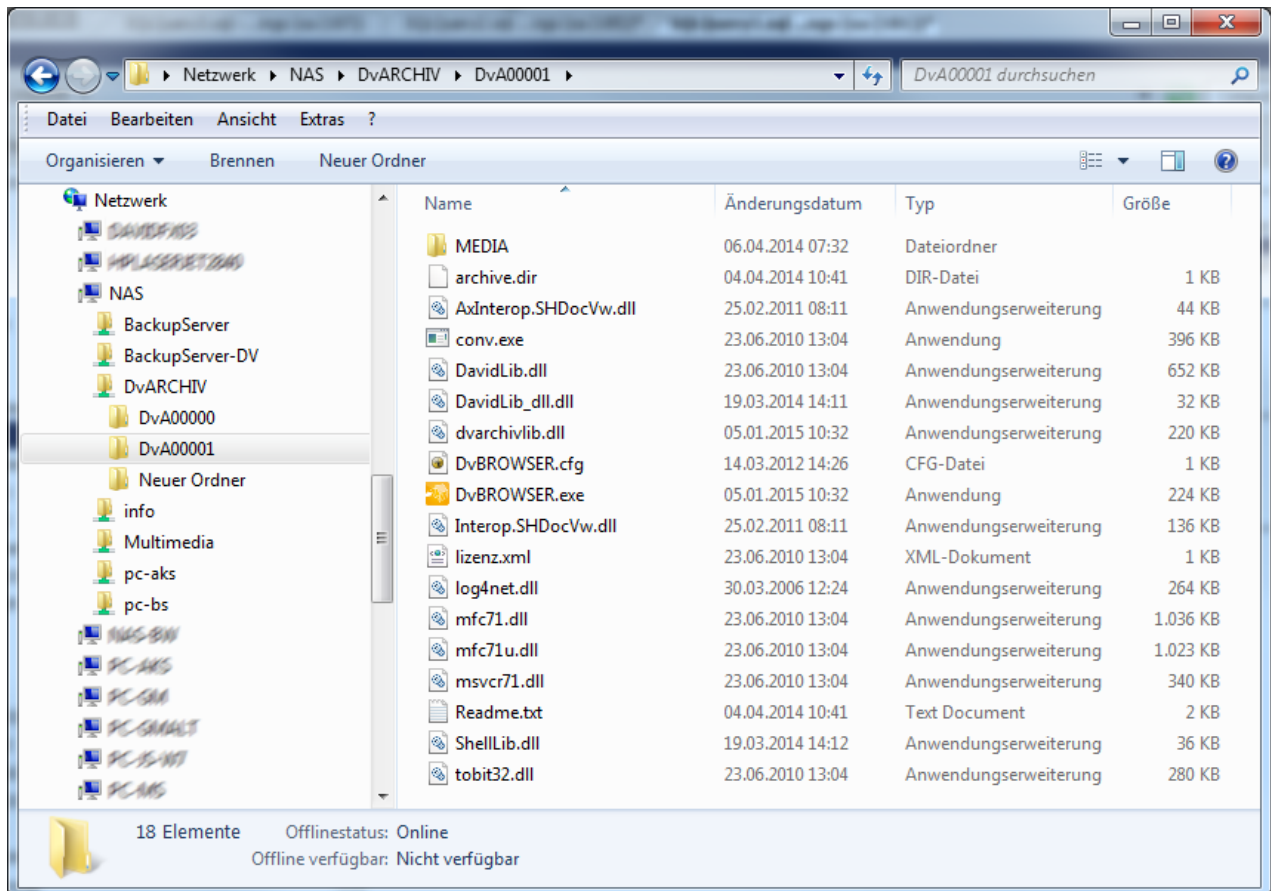 Netzwerk NAS DvARCHIV DvA00001
DvA00001 durchsuchen
Datei Bearbeiten Ansicht Extras ?
Organisieren Brennen Neuer Ordner
Netzwerk
NAS
BackupServer
BackupServer-DV
DvARCHIV
DvA00000
DvA00001
Neuer Ordner
info
Multimedia
pc-aks
pc-bs
Name Änderungsdatum Typ Größe
MEDIA 06.04.2014 07:32 Dateiordner
archive.dir 04.04.2014 10:41 DIR-Datei 1 KB
AxInterop.SHDocVw.dll 25.02.2011 08:11 Anwendungserweiterung 44 KB
conv.exe 23.06.2010 13:04 Anwendung 396 KB
DavidLib.dll 23.06.2010 13:04 Anwendungserweiterung 652 KB
DavidLib_dll.dll 19.03.2014 14:11 Anwendungserweiterung 32 KB
dvarchivlib.dll 05.01.2015 10:32 Anwendungserweiterung 220 KB
DvBROWSER.cfg 14.03.2012 14:26 CFG-Datei 1 KB
DvBROWSER.exe 05.01.2015 10:32 Anwendung 224 KB
Interop.SHDocVw.dll 25.02.2011 08:11 Anwendungserweiterung 136 KB
lizenz.xml 23.06.2010 13:04 XML-Dokument 1 KB
log4net.dll 30.03.2006 12:24 Anwendungserweiterung 264 KB
mfc71.dll 23.06.2010 13:04 Anwendungserweiterung 1.036 KB
mfc71u.dll 23.06.2010 13:04 Anwendungserweiterung 1.023 KB
msvcr71.dll 23.06.2010 13:04 Anwendungserweiterung 340 KB
Readme.txt 04.04.2014 10:41 Text Document 2 KB
ShellLib.dll 19.03.2014 14:12 Anwendungserweiterung 36 KB
tobit32.dll 23.06.2010 13:04 Anwendungserweiterung 280 KB
18 Elemente Offlinestatus: Online
Offline verfügbar: Nicht verfügbar